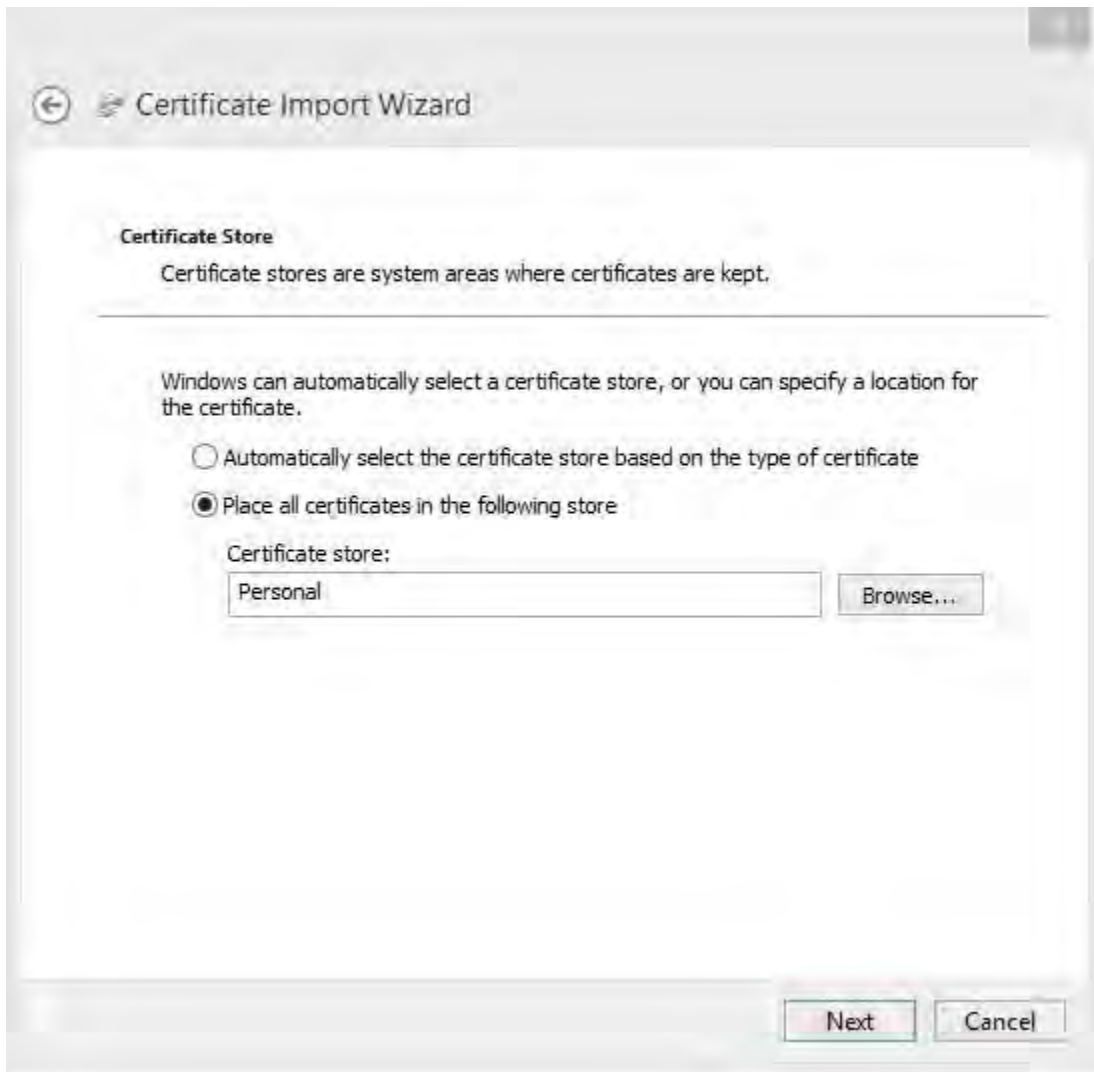 Certificate Import Wizard
Certificate Store
Certificate stores are system areas where certificates are kept.
Windows can automatically select a certificate store, or you can specify a location for
the certificate.
Automatically select the certificate store based on the type of certificate
Place all certificates in the following store
Certificate store:
Personal
Browse...
Next
Cancel